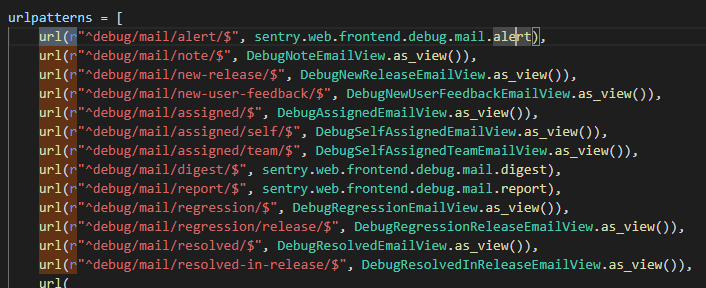 urlpatterns = [
    url(r"^debug/mail/alert/$", sentry.web.frontend.debug.mail.alert),
    url(r"^debug/mail/note/$", DebugNoteEmailView.as_view()),
    url(r"^debug/mail/new-release/$", DebugNewReleaseEmailView.as_view()),
    url(r"^debug/mail/new-user-feedback/$", DebugNewUserFeedbackEmailView.as_view()),
    url(r"^debug/mail/assigned/$", DebugAssignedEmailView.as_view()),
    url(r"^debug/mail/assigned/self/$", DebugSelfAssignedEmailView.as_view()),
    url(r"^debug/mail/assigned/team/$", DebugSelfAssignedTeamEmailView.as_view()),
    url(r"^debug/mail/digest/$", sentry.web.frontend.debug.mail.digest),
    url(r"^debug/mail/report/$", sentry.web.frontend.debug.mail.report),
    url(r"^debug/mail/regression/$", DebugRegressionEmailView.as_view()),
    url(r"^debug/mail/regression/release/$", DebugRegressionReleaseEmailView.as_view()),
    url(r"^debug/mail/resolved/$", DebugResolvedEmailView.as_view()),
    url(r"^debug/mail/resolved-in-release/$", DebugResolvedInReleaseEmailView.as_view()),
    url(